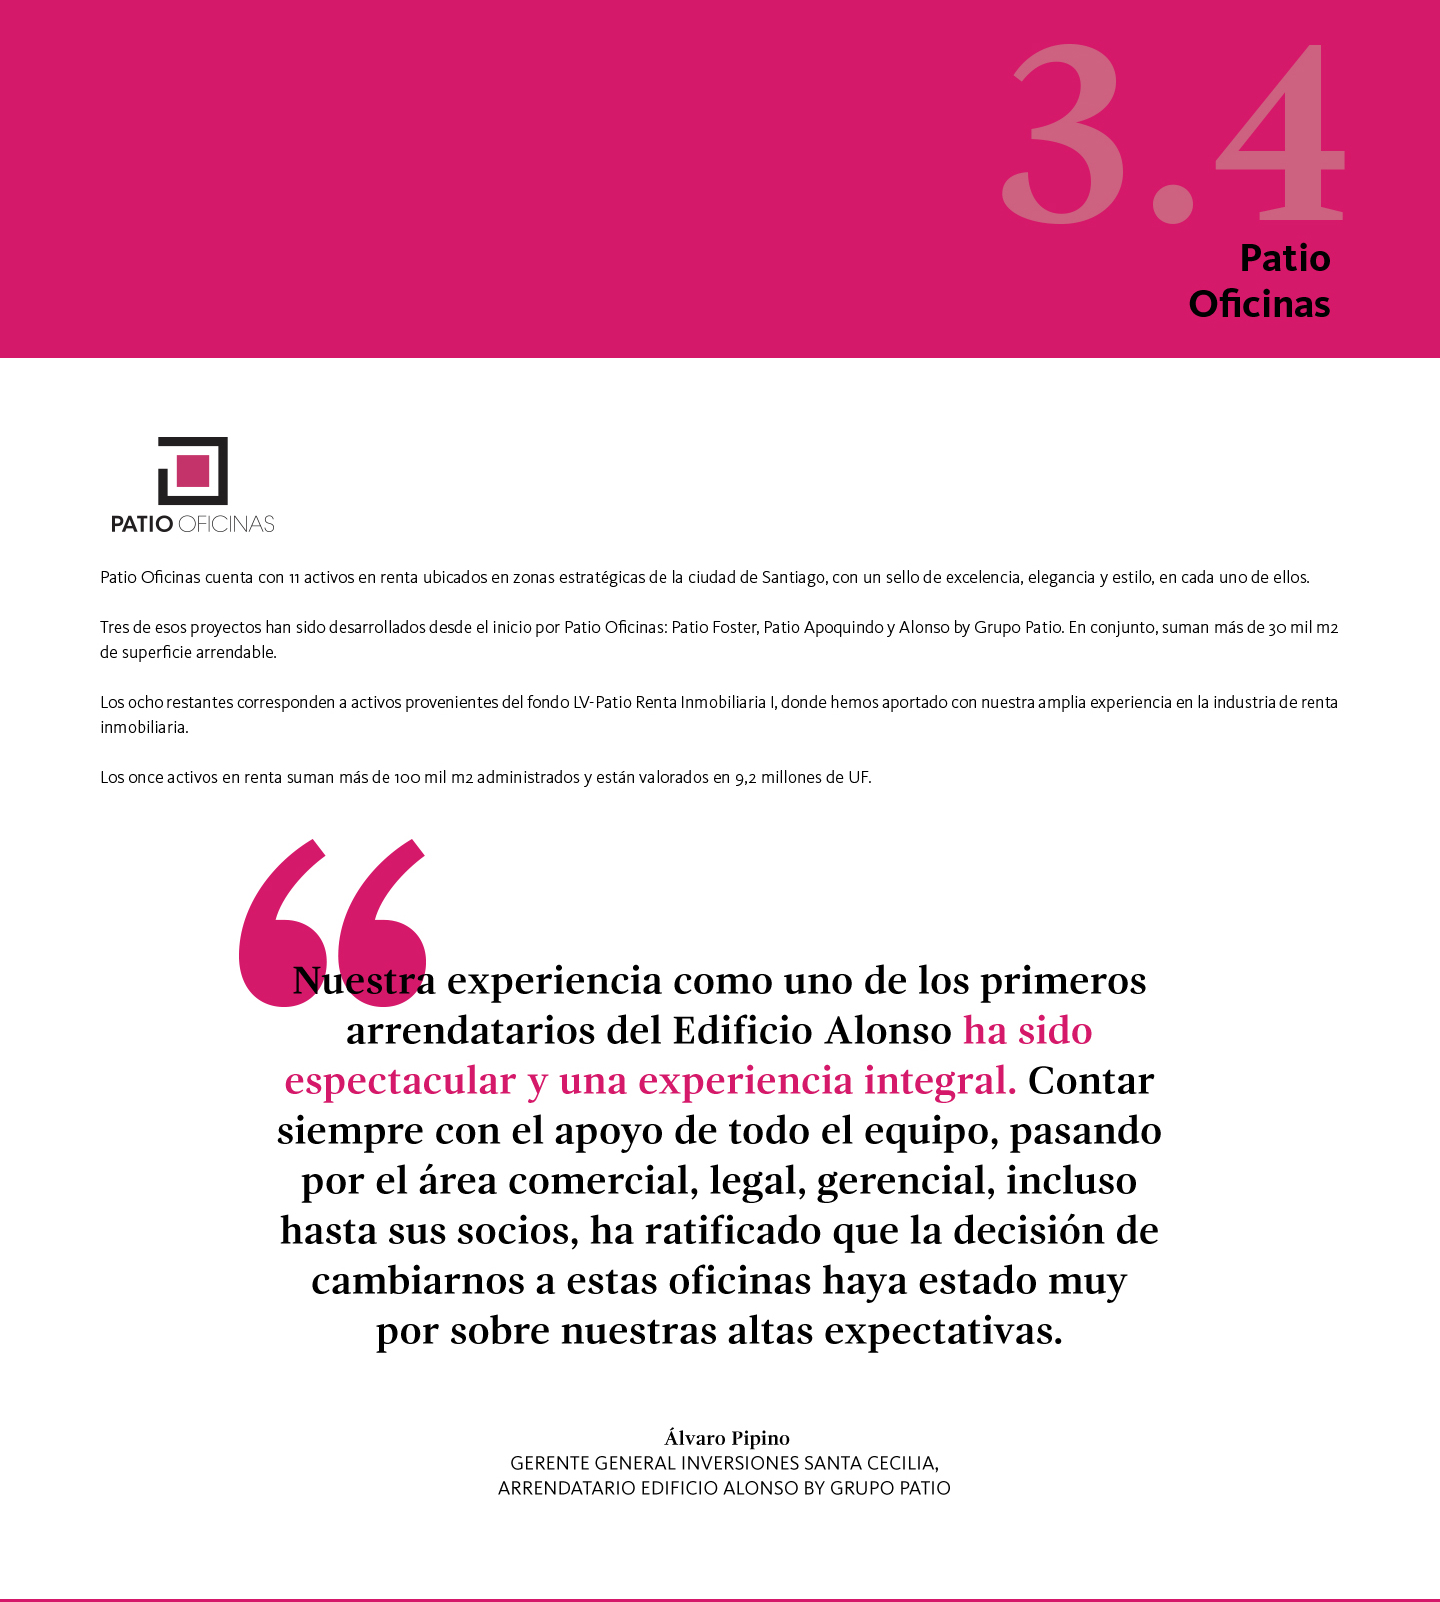 3.4
Patio
Oficinas
PATIO OFICINAS
Patio Oficinas cuenta con 11 activos en renta ubicados en zonas estratégicas de la ciudad de Santiago, con un sello de excelencia, elegancia y estilo, en cada uno de ellos.
Tres de esos proyectos han sido desarrollados desde el inicio por Patio Oficinas: Patio Foster, Patio Apoquindo y Alonso by Grupo Patio. En conjunto, suman más de 30 mil m2
de superficie arrendable.
Los ocho restantes corresponden a activos provenientes del fondo LV-Patio Renta Inmobiliaria I, donde hemos aportado con nuestra amplia experiencia en la industria de renta
inmobiliaria.
Los once activos en renta suman más de 100 mil m2 administrados y están valorados en 9,2 millones de UF.
“
Nuestra experiencia como uno de los primeros
arrendatarios del Edificio Alonso ha sido
espectacular y una experiencia integral. Contar
siempre con el apoyo de todo el equipo, pasando
por el área comercial, legal, gerencial, incluso
hasta sus socios, ha ratificado que la decisión de
cambiarnos a estas oficinas haya estado muy
por sobre nuestras altas expectativas.
Álvaro Pipino
GERENTE GENERAL INVERSIONES SANTA CECILIA,
ARRENDATARIO EDIFICIO ALONSO BY GRUPO PATIO